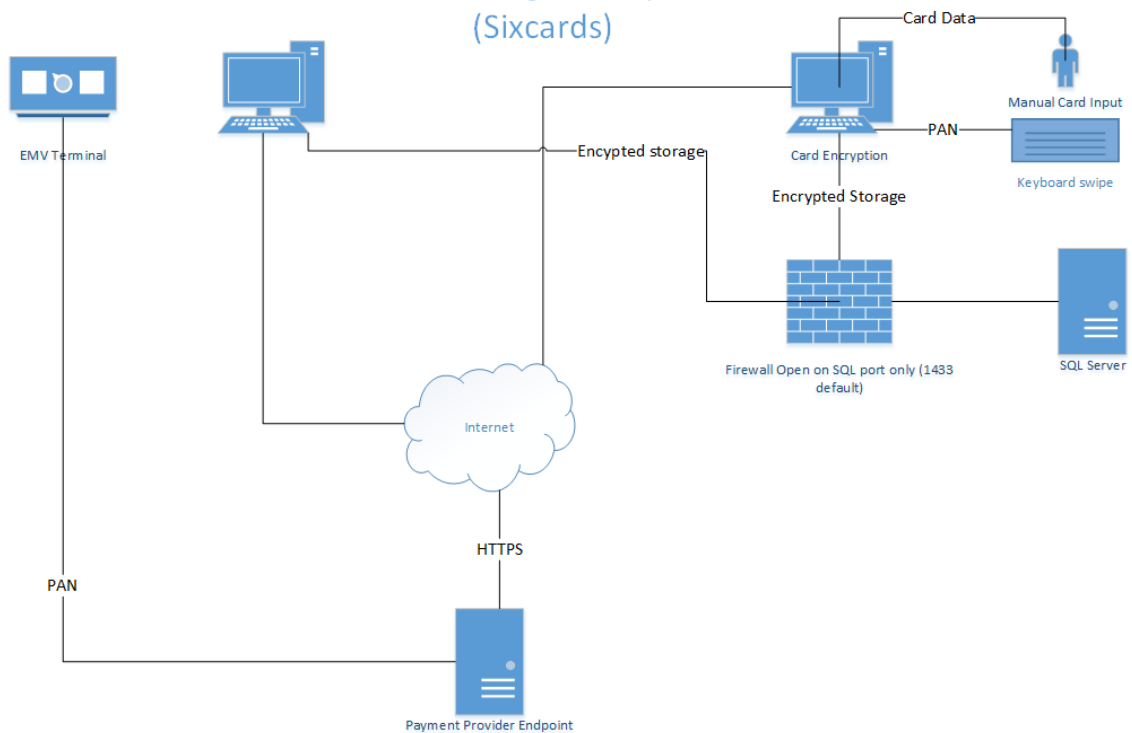 (Sixcards)
Card Data
Manual Card Input
EMV Terminal
Encypted storage
Card Encryption
PAN
Keyboard swipe
Encrypted Storage
Firewall Open on SQL port only (1433
default)
SQL Server
Internet
HTTPS
PAN
Payment Provider Endpoint